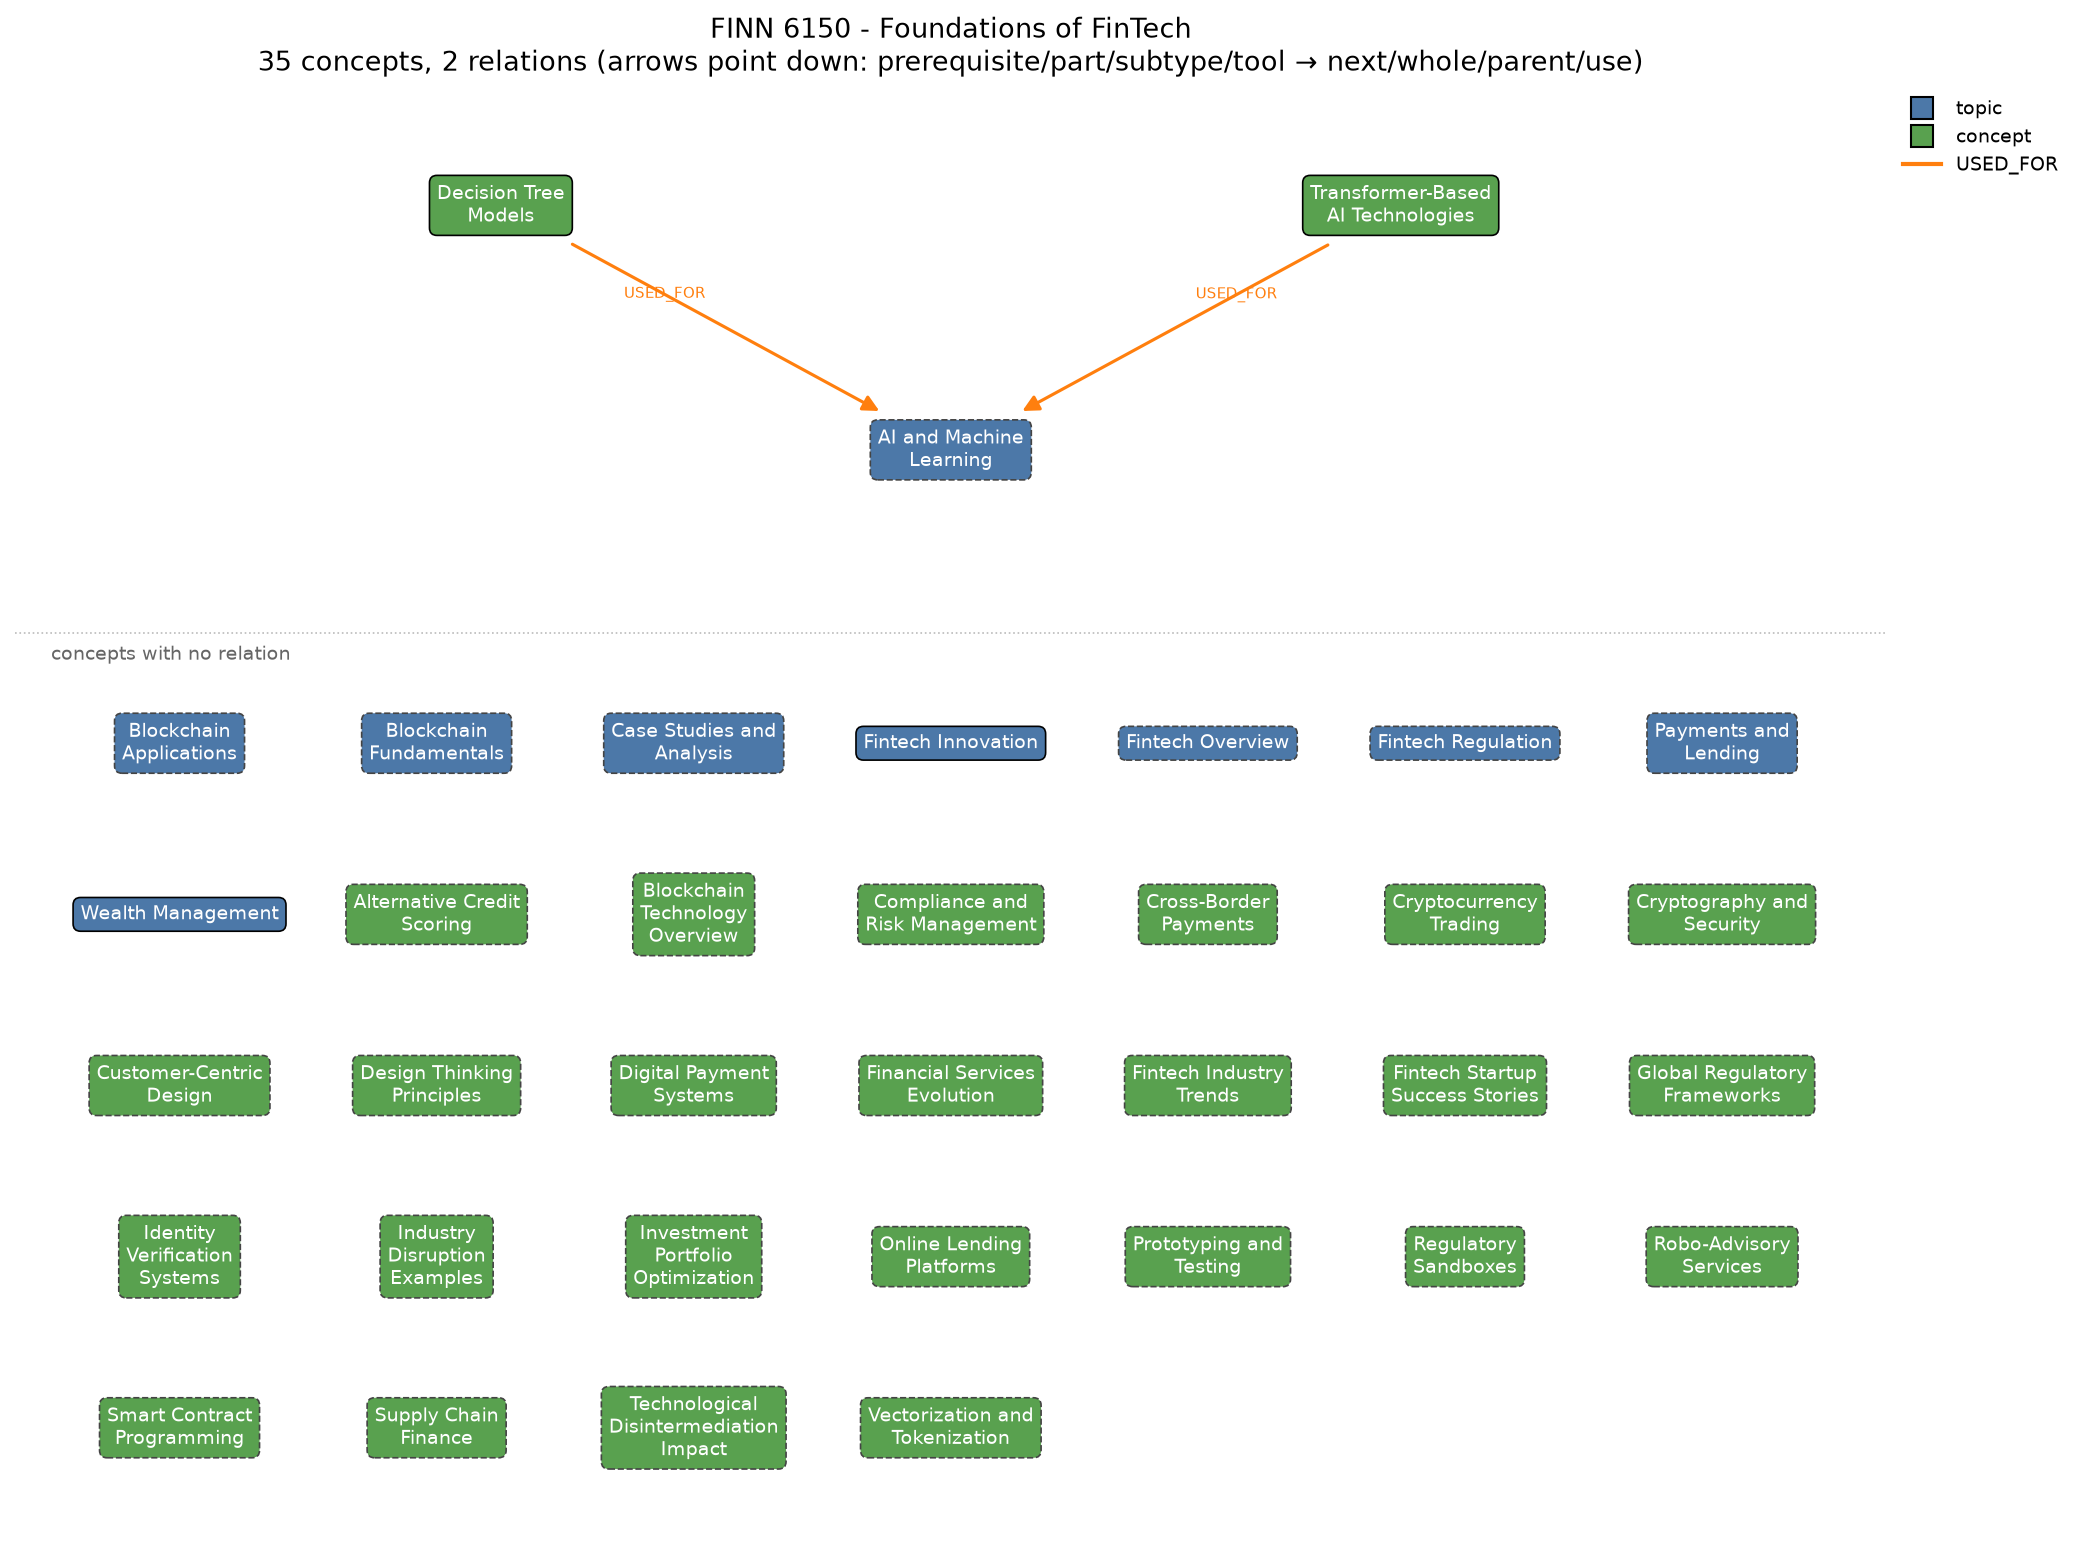 FINN 6150 - Foundations of FinTech
35 concepts, 2 relations (arrows point down: prerequisite/part/subtype/tool → next/whole/parent/use)
topic
concept
USED_FOR
Decision Tree
Models
Transformer-Based
AI Technologies
USED_FOR
USED_FOR
AI and Machine
Learning
concepts with no relation
Blockchain
Applications
Blockchain
Fundamentals
Case Studies and
Analysis
Fintech Innovation
Fintech Overview
Fintech Regulation
Payments and
Lending
Wealth Management
Alternative Credit
Scoring
Blockchain
Technology
Overview
Compliance and
Risk Management
Cross-Border
Payments
Cryptocurrency
Trading
Cryptography and
Security
Customer-Centric
Design
Design Thinking
Principles
Digital Payment
Systems
Financial Services
Evolution
Fintech Industry
Trends
Fintech Startup
Success Stories
Global Regulatory
Frameworks
Identity
Verification
Systems
Industry
Disruption
Examples
Investment
Portfolio
Optimization
Online Lending
Platforms
Prototyping and
Testing
Regulatory
Sandboxes
Robo-Advisory
Services
Smart Contract
Programming
Supply Chain
Finance
Technological
Disintermediation
Impact
Vectorization and
Tokenization